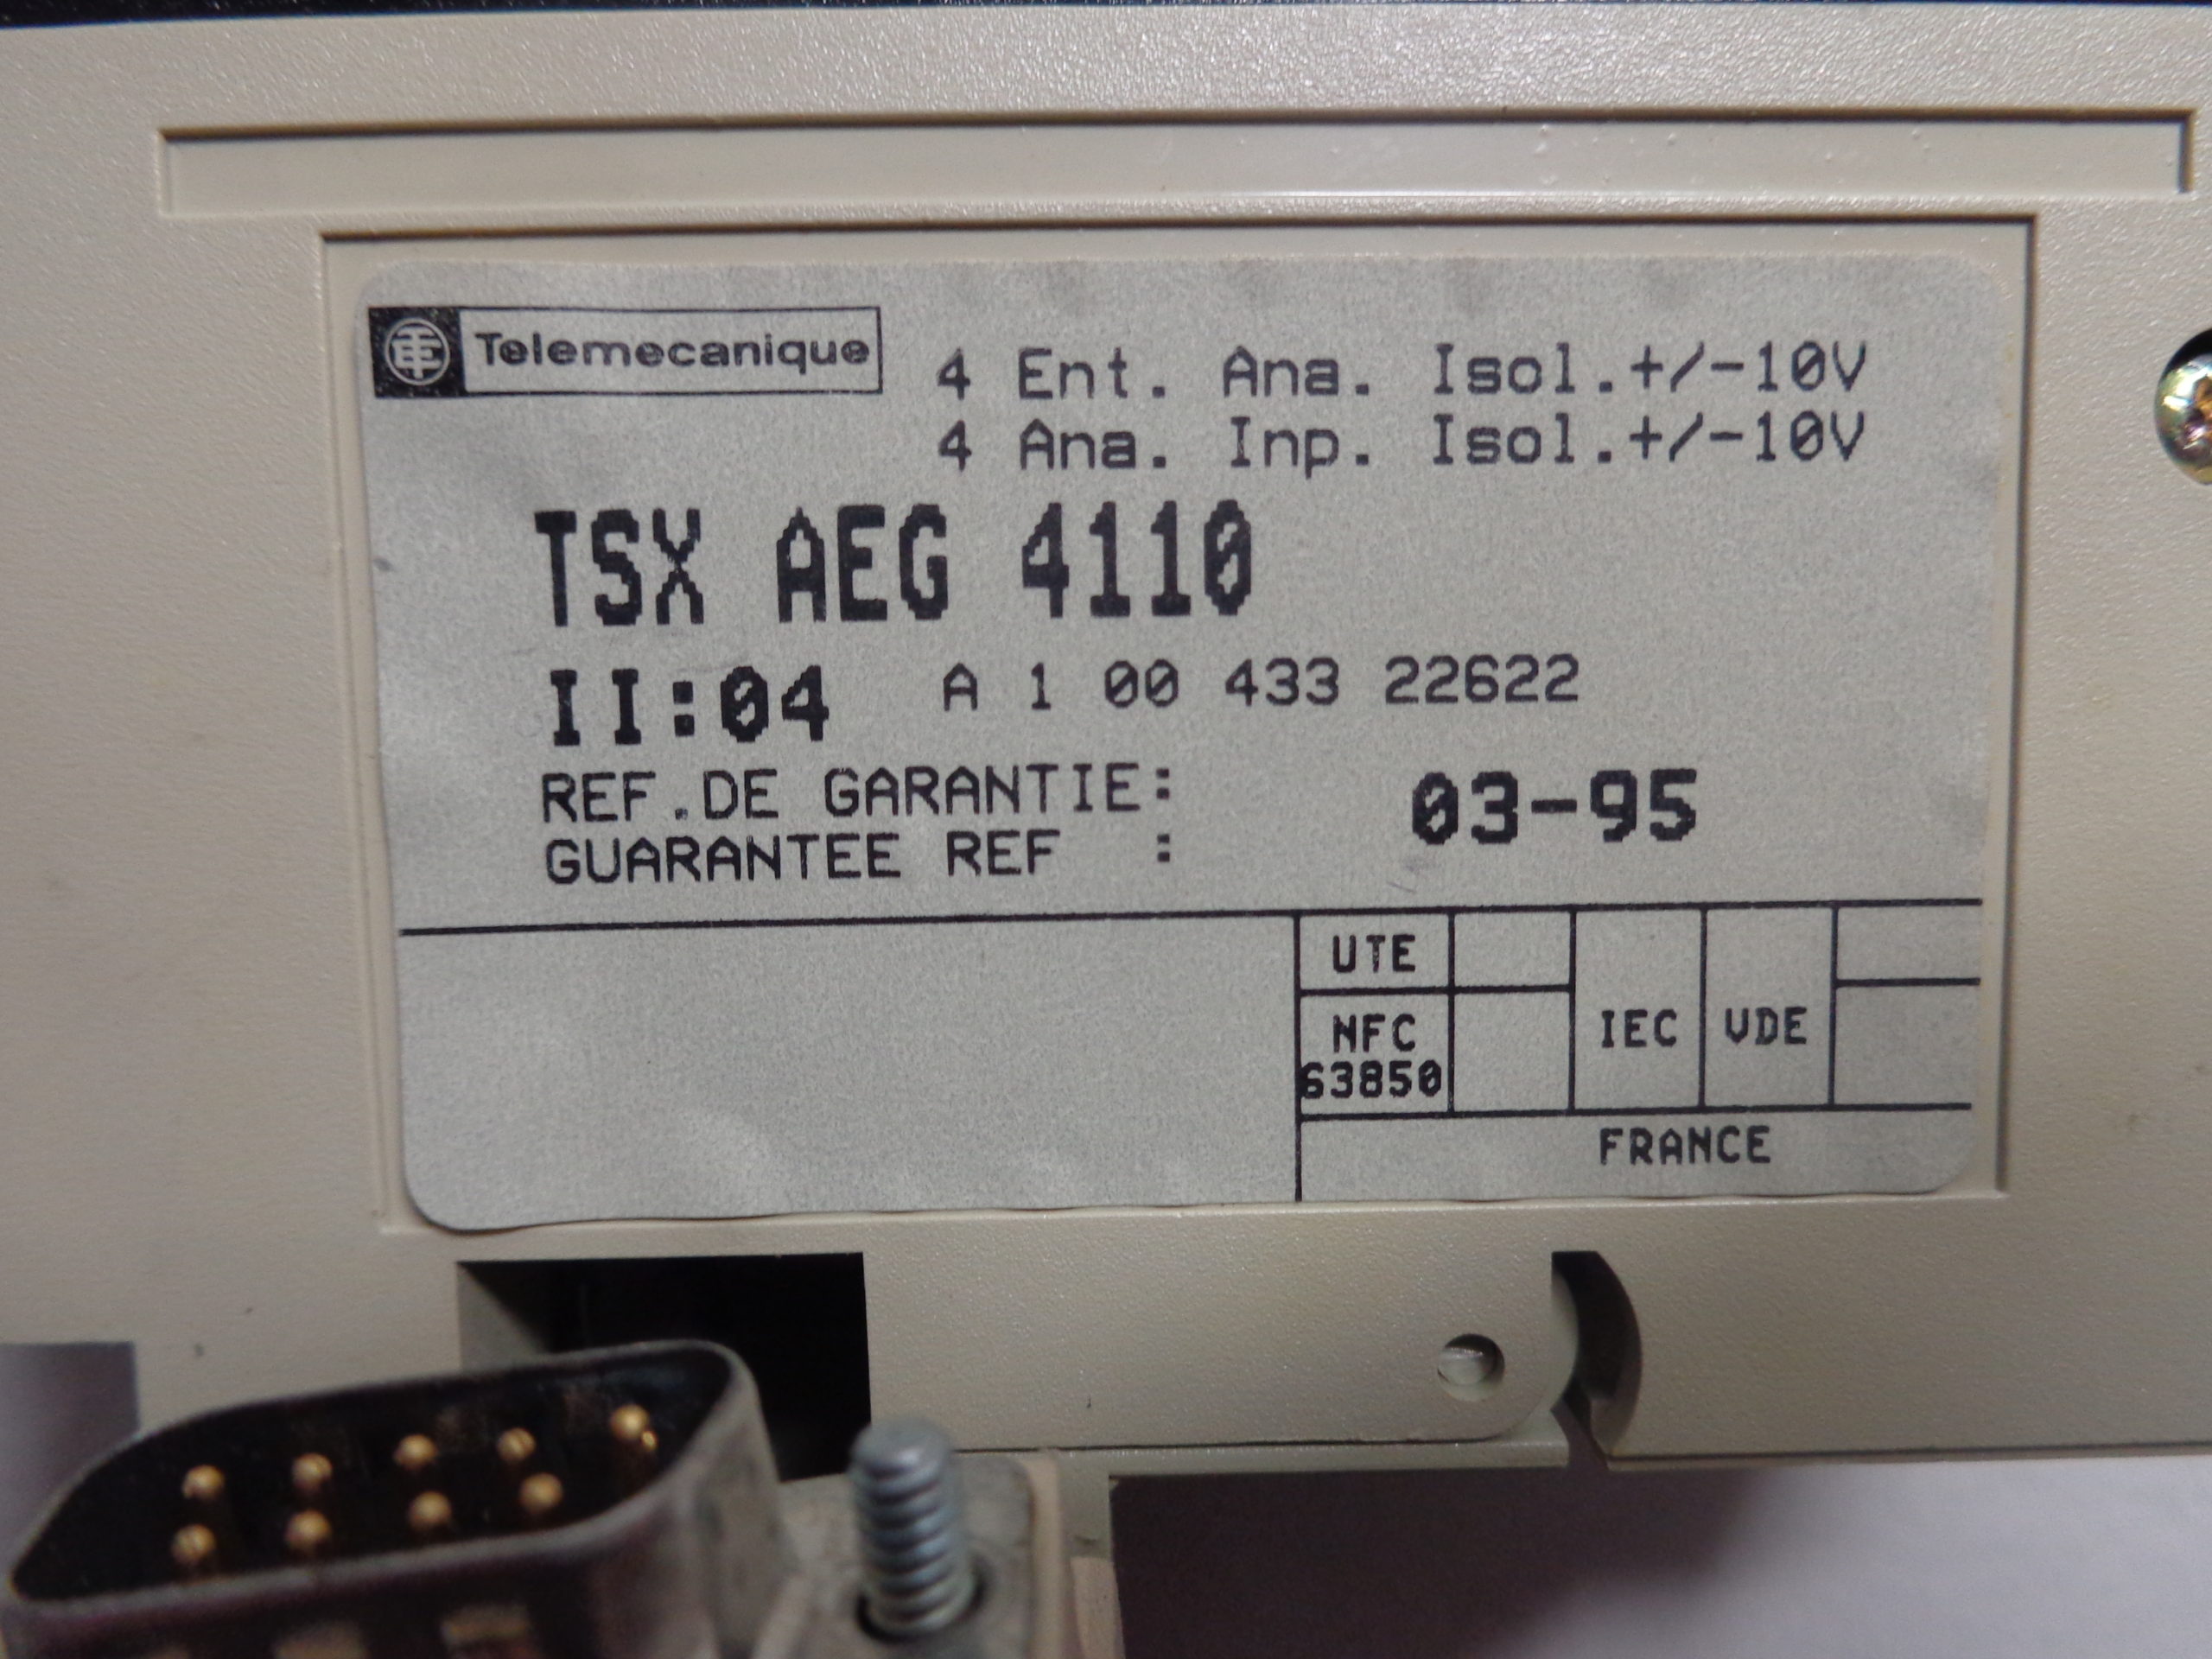 Telemecanique
4 Ent. Ana. Isol.+/-10V
4 Ana. Inp. Isol.+/-10V
TSX AEG 4110
II:04 A 1 00 433 22622
REF.DE GARANTIE:
GUARANTEE REF :
03-95
UTE
NFC
63850
IEC
VDE
FRANCE